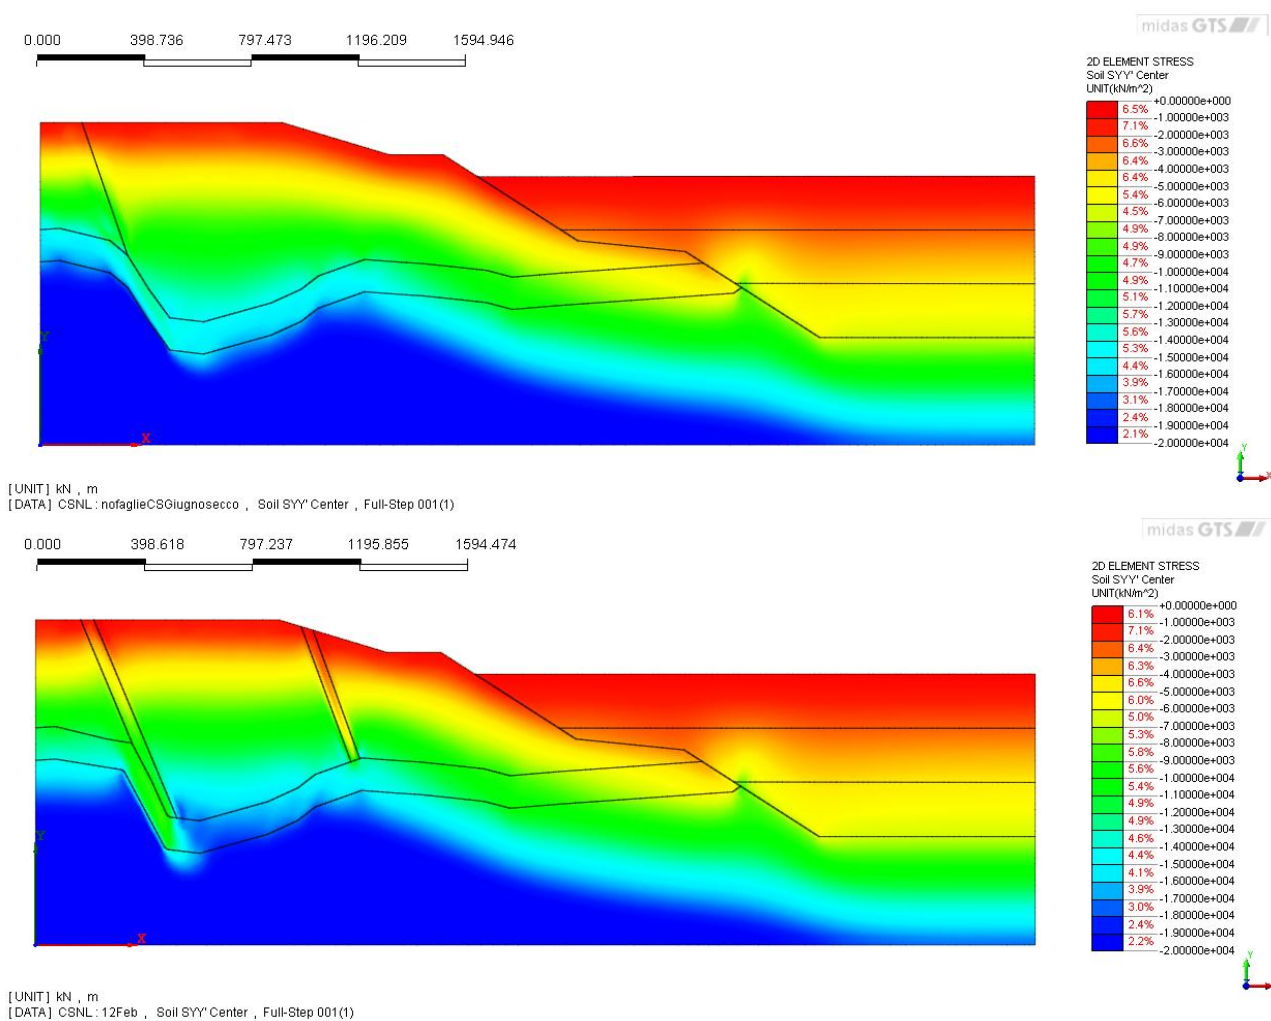 midas GTS
0.000 398.736 797.473 1196.209 1594.946
2D ELEMENT STRESS
Soil SYY' Center
UNIT(kN/m^2)
+0.00000e+000
6.5%
-1.00000e+003
7.1%
-2.00000e+003
6.6%
-3.00000e+003
6.4%
-4.00000e+003
6.4%
-5.00000e+003
5.4%
-6.00000e+003
4.5%
-7.00000e+003
4.9%
-8.00000e+003
4.9%
-9.00000e+003
4.7%
-1.00000e+004
4.9%
-1.10000e+004
5.1%
-1.20000e+004
5.7%
-1.30000e+004
5.6%
-1.40000e+004
5.3%
-1.50000e+004
4.4%
-1.60000e+004
3.9%
-1.70000e+004
3.1%
-1.80000e+004
2.4%
-1.90000e+004
2.1%
-2.00000e+004
Y
X
Y
X
[UNIT] kN , m
[DATA] CSNL : nofaglieCSGiugnosecco , Soil SYY' Center , Full-Step 001(1)
midas GTS
0.000 398.618 797.237 1195.855 1594.474
2D ELEMENT STRESS
Soil SYY' Center
UNIT(kN/m^2)
+0.00000e+000
6.1%
-1.00000e+003
7.1%
-2.00000e+003
6.4%
-3.00000e+003
6.3%
-4.00000e+003
6.6%
-5.00000e+003
6.0%
-6.00000e+003
5.0%
-7.00000e+003
5.3%
-8.00000e+003
5.8%
-9.00000e+003
5.6%
-1.00000e+004
5.4%
-1.10000e+004
4.9%
-1.20000e+004
4.9%
-1.30000e+004
4.6%
-1.40000e+004
4.4%
-1.50000e+004
4.1%
-1.60000e+004
3.9%
-1.70000e+004
3.0%
-1.80000e+004
2.4%
-1.90000e+004
2.2%
-2.00000e+004
Y
X
Y
[UNIT] kN , m
[DATA] CSNL : 12Feb , Soil SYY' Center , Full-Step 001(1)